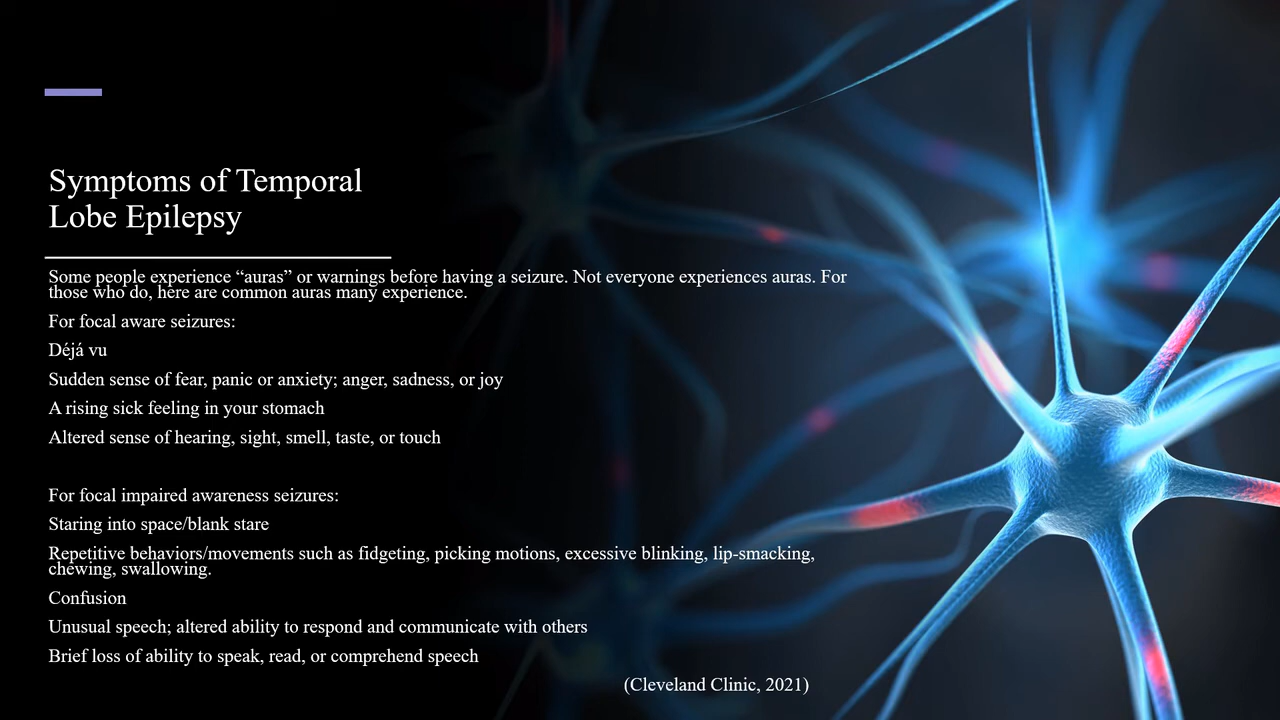 Symptoms of Temporal
Lobe Epilepsy
Some people experience “auras” or warnings before having a seizure. Not everyone experiences auras. For
those who do, here are common auras many experience.
For focal aware seizures:
Déjá vu
Sudden sense of fear, panic or anxiety; anger, sadness, or joy
A rising sick feeling in your stomach
Altered sense of hearing, sight, smell, taste, or touch
For focal impaired awareness seizures:
Staring into space/blank stare
Repetitive behaviors/movements such as fidgeting, picking motions, excessive blinking, lip-smacking,
chewing, swallowing.
Confusion
Unusual speech; altered ability to respond and communicate with others
Brief loss of ability to speak, read, or comprehend speech
(Cleveland Clinic, 2021)